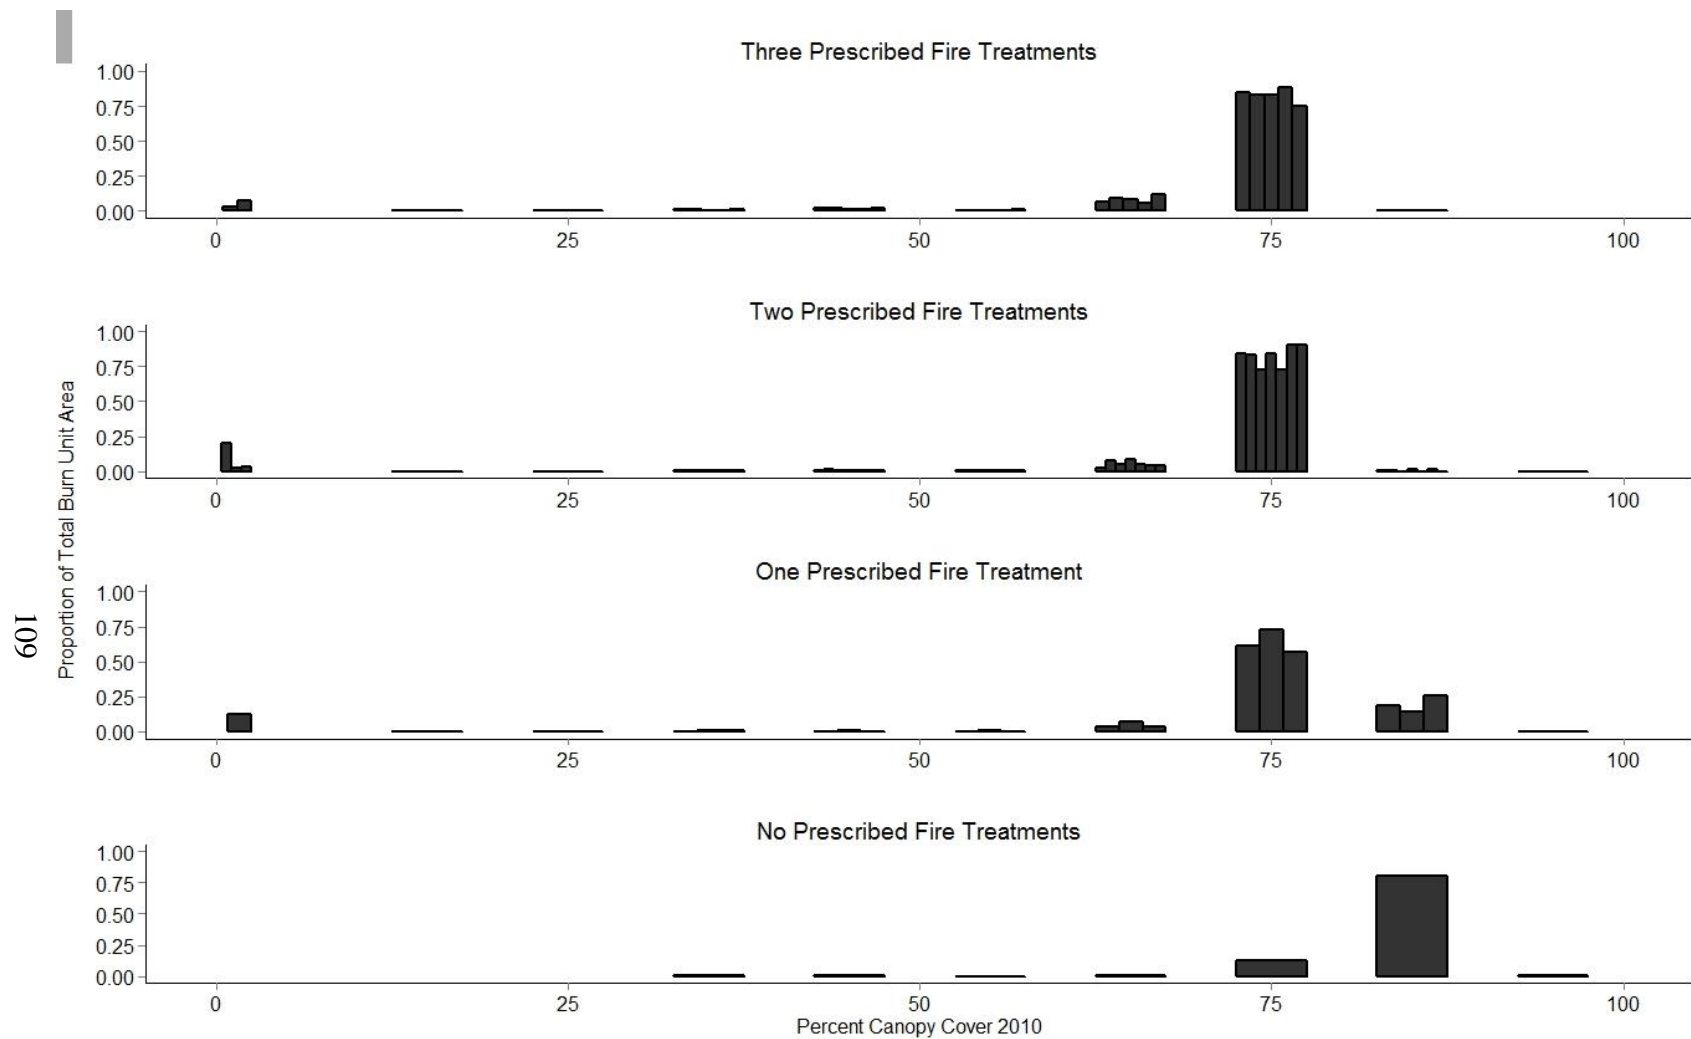 Three Prescribed Fire Treatments
1.00
0.75
0.50
0.25
0.00
0 25 50 75 100
Two Prescribed Fire Treatments
1.00
0.75
0.50
0.25
0.00
0 25 50 75 100
Proportion of Total Burn Unit Area
One Prescribed Fire Treatment
1.00
0.75
0.50
0.25
0.00
0 25 50 75 100
109
No Prescribed Fire Treatments
1.00
0.75
0.50
0.25
0.00
0 25 50 75 100
Percent Canopy Cover 2010